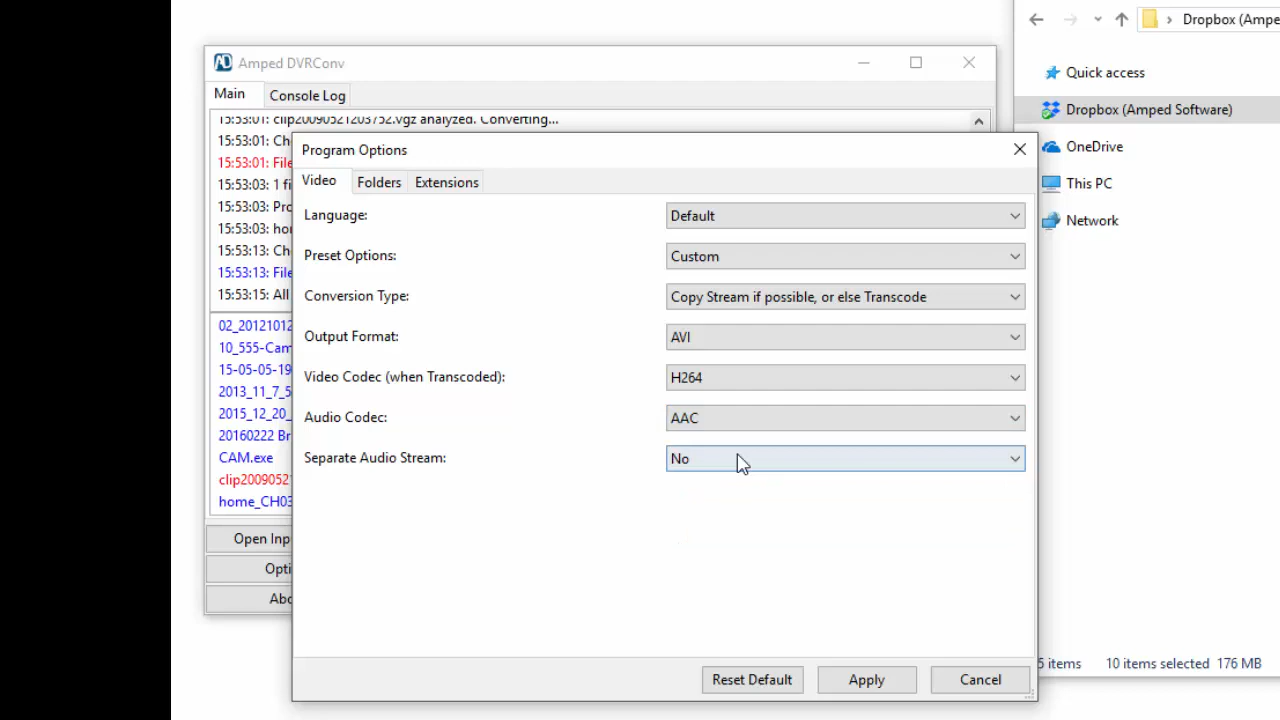 Dropbox (Ampe
Amped DVRConv
Main
Console Log
Quick access
Dropbox (Amped Software)
OneDrive
This PC
Network
15:53:01: clip20090521203752.vgz analyzed. Converting...
15:53:01: Ch
15:53:01: File
15:53:03: 1 fi
15:53:03: Pro
15:53:03: ho
15:53:13: Ch
15:53:13: File
15:53:15: All
02_20121012
10_555-Cam
15-05-05-19
2013_11_7_5
2015_12_20_
20160222 Br
CAM.exe
clip2009052
home_CH03
Open Inp
Opti
Abo
Program Options
Video
Folders
Extensions
Language:
Default
Preset Options:
Custom
Conversion Type:
Copy Stream if possible, or else Transcode
Output Format:
AVI
Video Codec (when Transcoded):
H264
Audio Codec:
AAC
Separate Audio Stream:
No
Reset Default
Apply
Cancel
5 items
10 items selected 176 MB